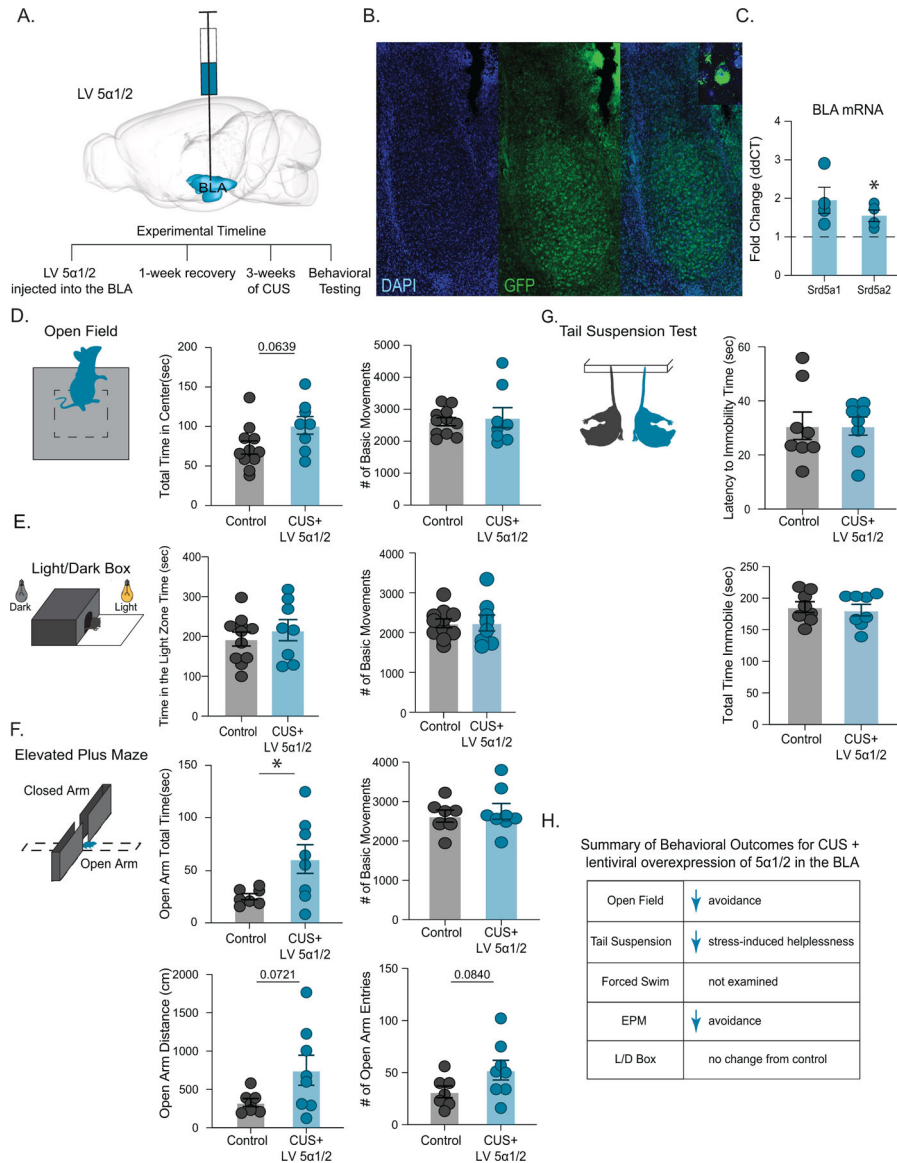 A.
LV 5α1/2
BLA
Experimental Timeline
LV 5α1/2
injected into the BLA
1-week recovery
3-weeks
of CUS
Behavioral
Testing
B.
DAPI
GFP
C.
BLA mRNA
Fold Change (ddCT)
4
3
2
1
0
*
Srd5a1
Srd5a2
D.
Open Field
Total Time in Center(sec)
200
150
100
50
0
0.0639
Control
CUS+
LV 5α1/2
# of Basic Movements
5000
4000
3000
2000
1000
0
Control
CUS+
LV 5α1/2
E.
Light/Dark Box
Dark
Light
Time in the Light Zone Time (sec)
400
300
200
100
0
Control
CUS+
LV 5α1/2
# of Basic Movements
4000
3000
2000
1000
0
Control
CUS+
LV 5α1/2
F.
Elevated Plus Maze
Closed Arm
Open Arm
Open Arm Total Time(sec)
150
100
50
0
*
Control
CUS+
LV 5α1/2
# of Basic Movements
4000
3000
2000
1000
0
Control
CUS+
LV 5α1/2
Open Arm Distance (cm)
2000
1500
1000
500
0
0.0721
Control
CUS+
LV 5α1/2
# of Open Arm Entries
150
100
50
0
0.0840
Control
CUS+
LV 5α1/2
G.
Tail Suspension Test
Latency to Immobility Time (sec)
60
40
20
0
Control
CUS+
LV 5α1/2
Total Time Immobile (sec)
250
200
150
100
50
0
Control
CUS+
LV 5α1/2
H.
Summary of Behavioral Outcomes for CUS +
lentiviral overexpression of 5α1/2 in the BLA
Open Field
avoidance
Tail Suspension
stress-induced helplessness
Forced Swim
not examined
EPM
avoidance
L/D Box
no change from control